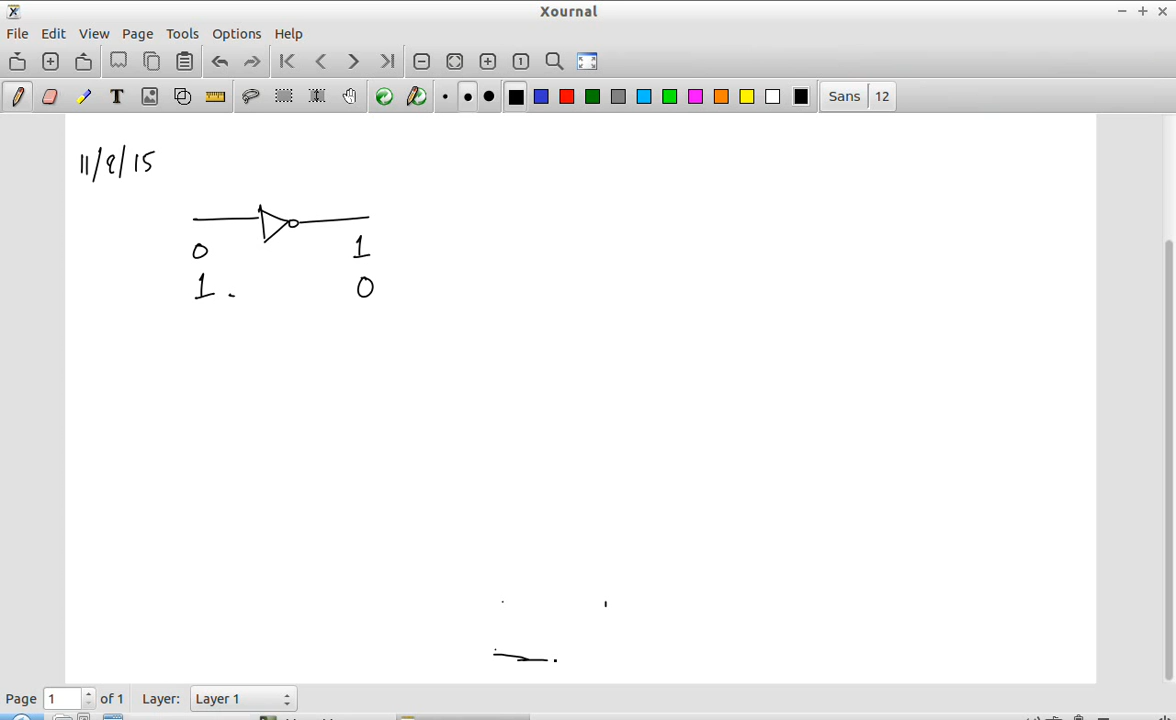 Xournal
File Edit View Page Tools Options Help
Sans 12
11/9/15
0 1
1 . 0
Page 1 of 1 Layer: Layer 1